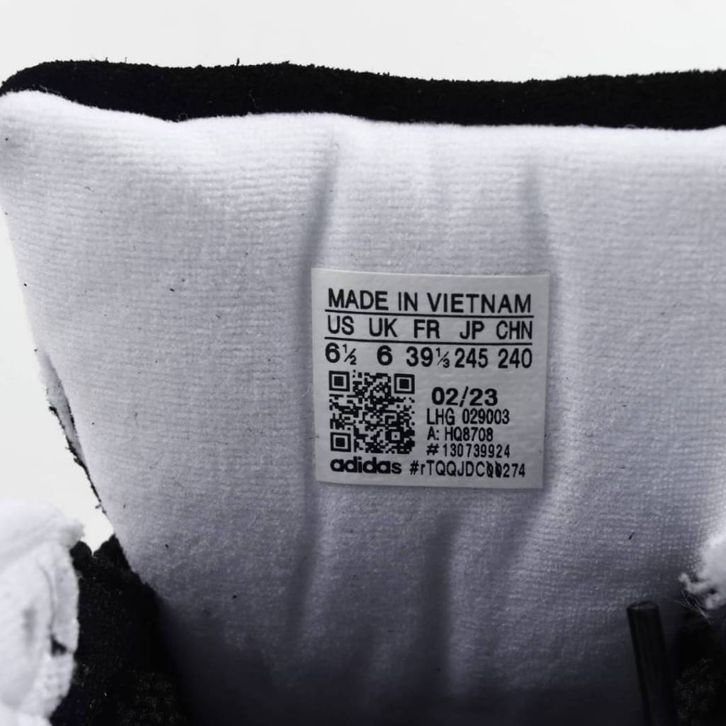 MADE IN VIETNAM
US UK FR JP CHN
6½ 6 39⅓ 245 240
02/23
LHG 029003
A: HQ8708
#130739924
adidas #rTQQJDC00274